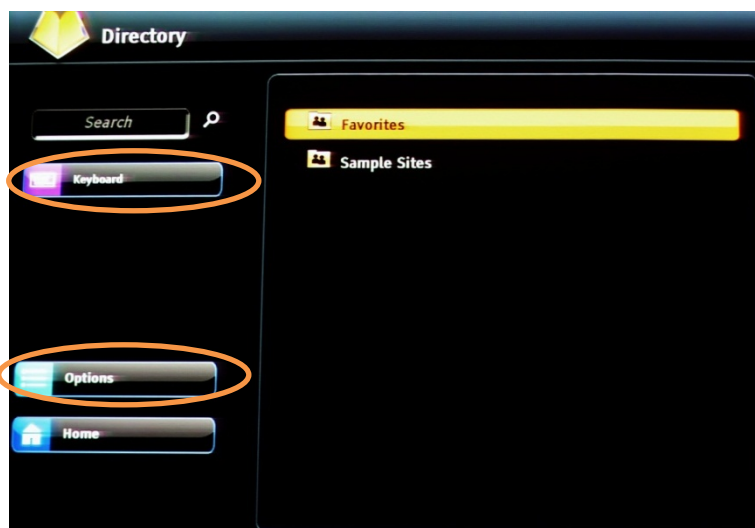 Directory
Search
Keyboard
Options
Home
Favorites
Sample Sites